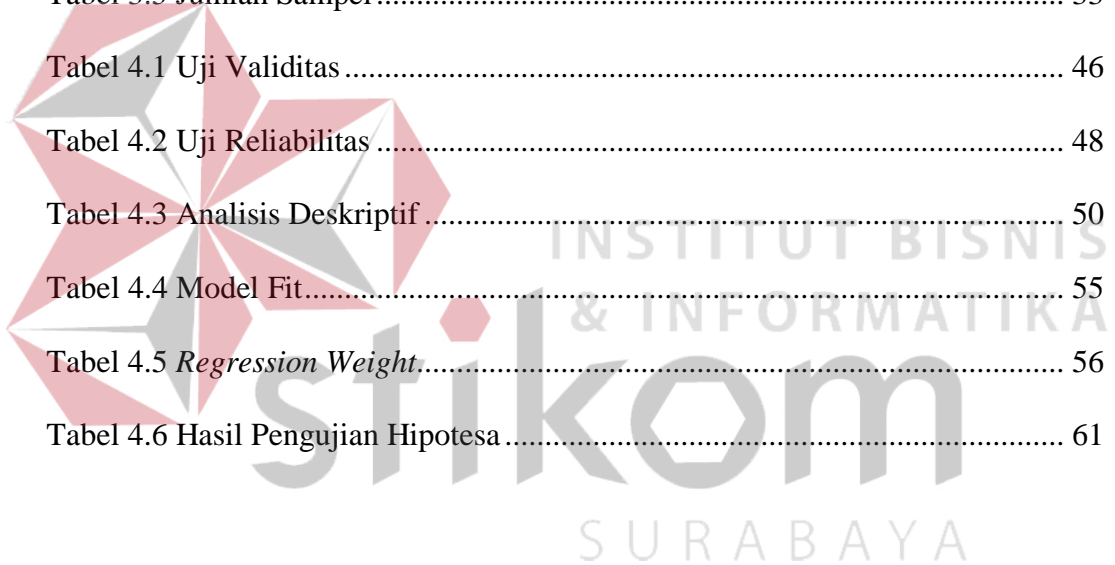 Tabel 4.1 Uji Validitas ........ 46
Tabel 4.2 Uji Reliabilitas ........ 48
Tabel 4.3 Analisis Deskriptif ........ 50
INSTITUT BISNIS
Tabel 4.4 Model Fit ........ 55
& INFORMATIKA
Tabel 4.5 Regression Weight ........ 56
stikom
Tabel 4.6 Hasil Pengujian Hipotesa ........ 61
SURABAYA